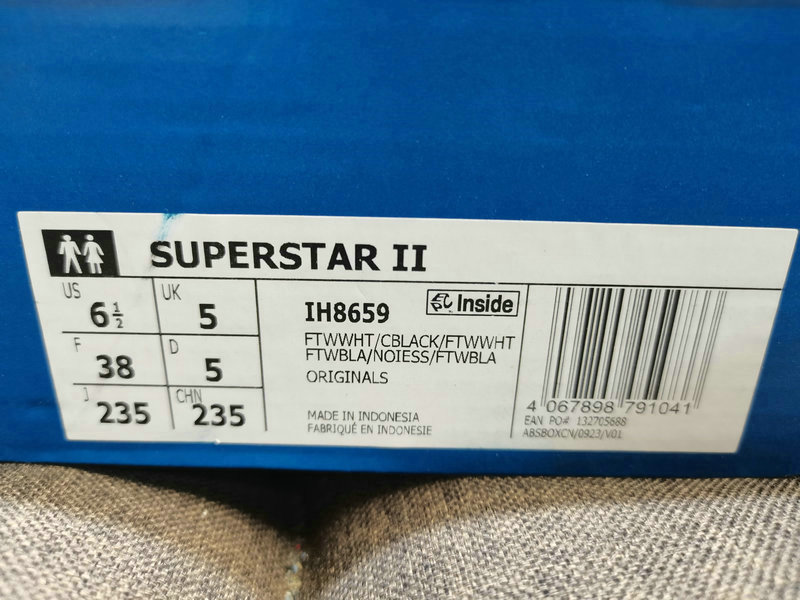 SUPERSTAR II
US 6½ UK 5
F 38 D 5
J 235 CHN 235
IH8659 Inside
FTWWHT/CBLACK/FTWWHT
FTWBLA/NOIESS/FTWBLA
ORIGINALS
MADE IN INDONESIA
FABRIQUÉ EN INDONESIE
4 067898 791041
EAN PO# 132705688
ABSBOXCN/0923/V01